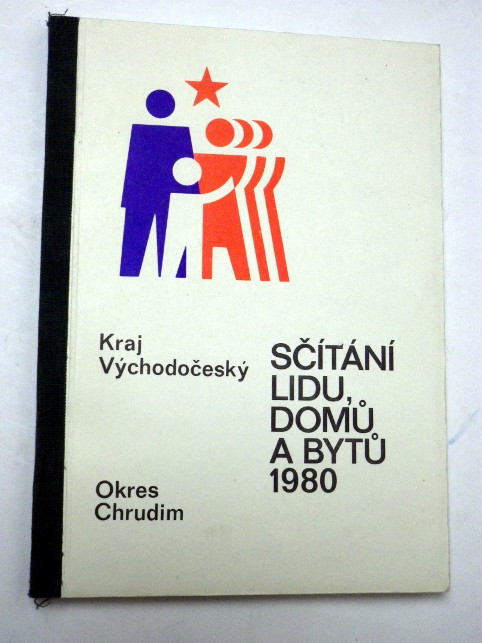 Kraj
Východočeský
SČÍTÁNÍ
LIDU,
DOMŮ
A BYTŮ
1980
Okres
Chrudim